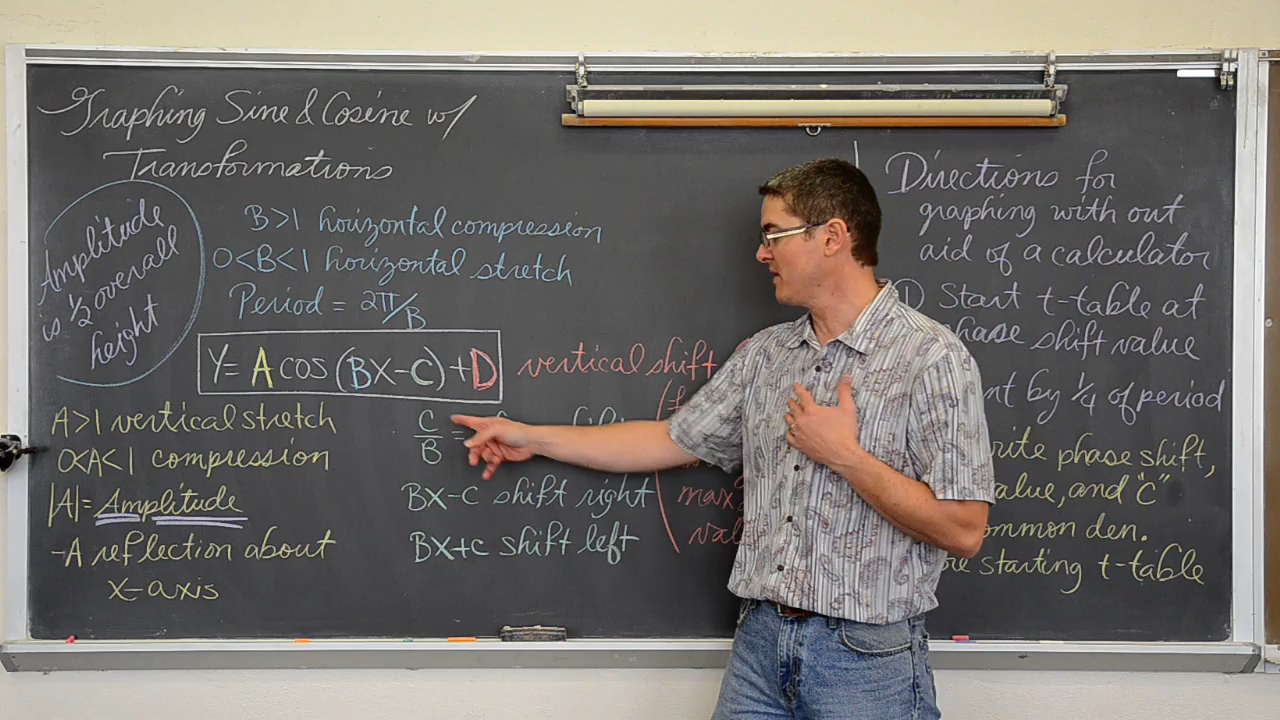 Graphing Sine & Cosine w/
Transformations
Amplitude
is ½ overall
height
B>1 horizontal compression
0<B<1 horizontal stretch
Period = 2π/B
Y= A cos (BX-C)+D
vertical shift
A>1 vertical stretch
0<A<1 compression
|A|= Amplitude
-A reflection about
x-axis
C/B =
BX-C shift right
BX+C shift left
max
Directions for
graphing with out
aid of a calculator
① Start t-table at
phase shift value
by ¼ of period
phase shift,
and "C"
den.
starting t-table